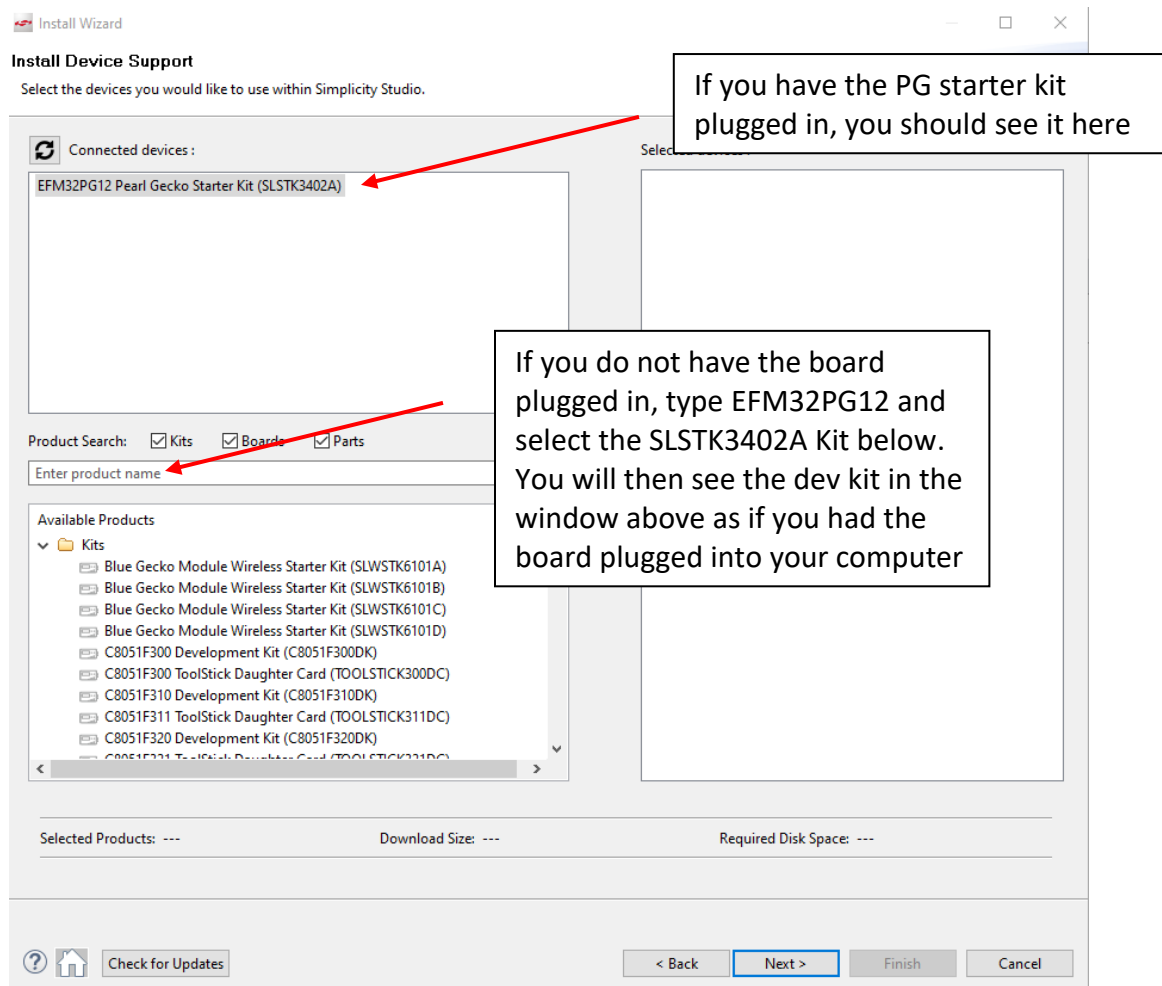 Install Wizard
Install Device Support
Select the devices you would like to use within Simplicity Studio.
If you have the PG starter kit
plugged in, you should see it here
Connected devices :
EFM32PG12 Pearl Gecko Starter Kit (SLSTK3402A)
If you do not have the board
plugged in, type EFM32PG12 and
select the SLSTK3402A Kit below.
You will then see the dev kit in the
window above as if you had the
board plugged into your computer
Product Search: Kits Boards Parts
Enter product name
Available Products
Kits
Blue Gecko Module Wireless Starter Kit (SLWSTK6101A)
Blue Gecko Module Wireless Starter Kit (SLWSTK6101B)
Blue Gecko Module Wireless Starter Kit (SLWSTK6101C)
Blue Gecko Module Wireless Starter Kit (SLWSTK6101D)
C8051F300 Development Kit (C8051F300DK)
C8051F300 ToolStick Daughter Card (TOOLSTICK300DC)
C8051F310 Development Kit (C8051F310DK)
C8051F311 ToolStick Daughter Card (TOOLSTICK311DC)
C8051F320 Development Kit (C8051F320DK)
C8051F321 ToolStick Daughter Card (TOOLSTICK321DC)
Selected Products: --- Download Size: --- Required Disk Space: ---
Check for Updates < Back Next > Finish Cancel